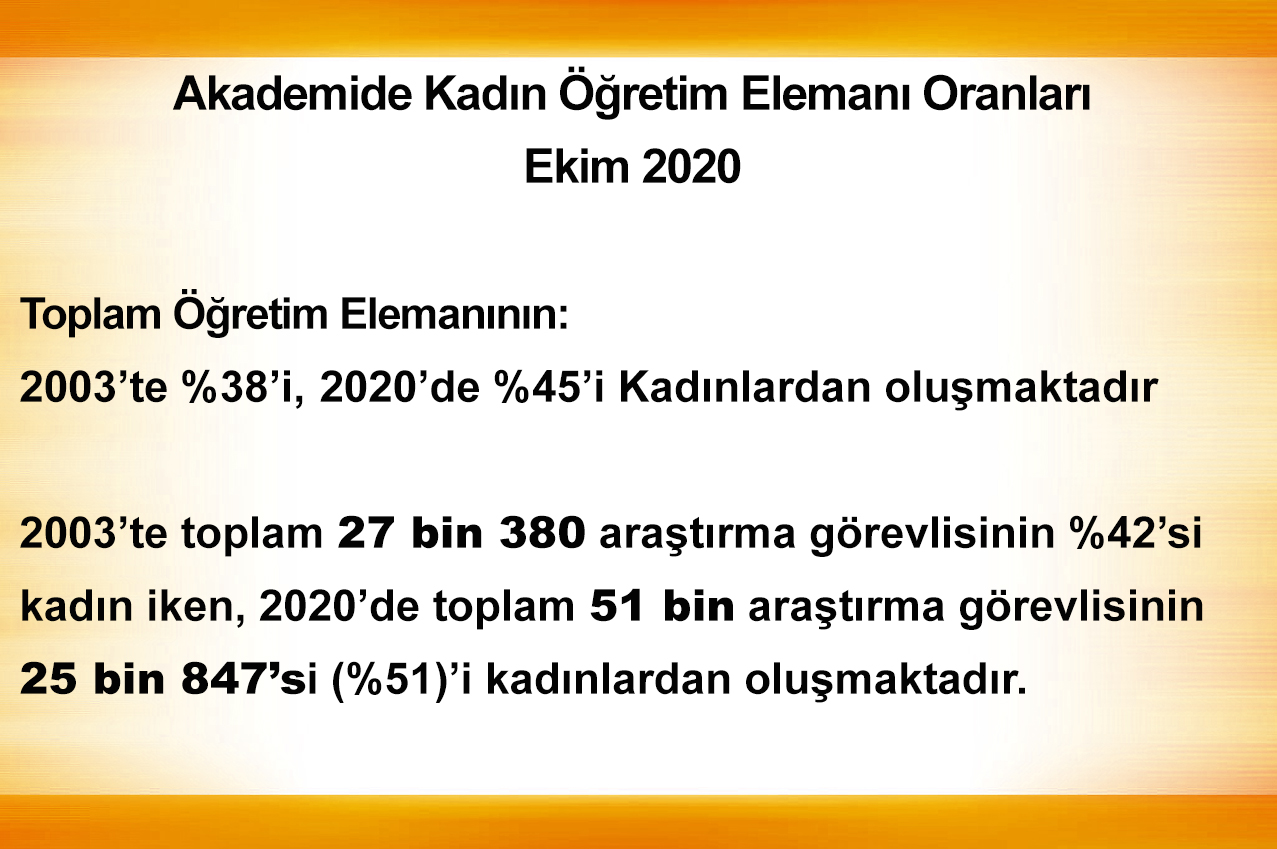 Akademide Kadın Öğretim Elemanı Oranları
Ekim 2020
Toplam Öğretim Elemanının:
2003’te %38’i, 2020’de %45’i Kadınlardan oluşmaktadır
2003’te toplam 27 bin 380 araştırma görevlisinin %42’si
kadın iken, 2020’de toplam 51 bin araştırma görevlisinin
25 bin 847’si (%51)’i kadınlardan oluşmaktadır.